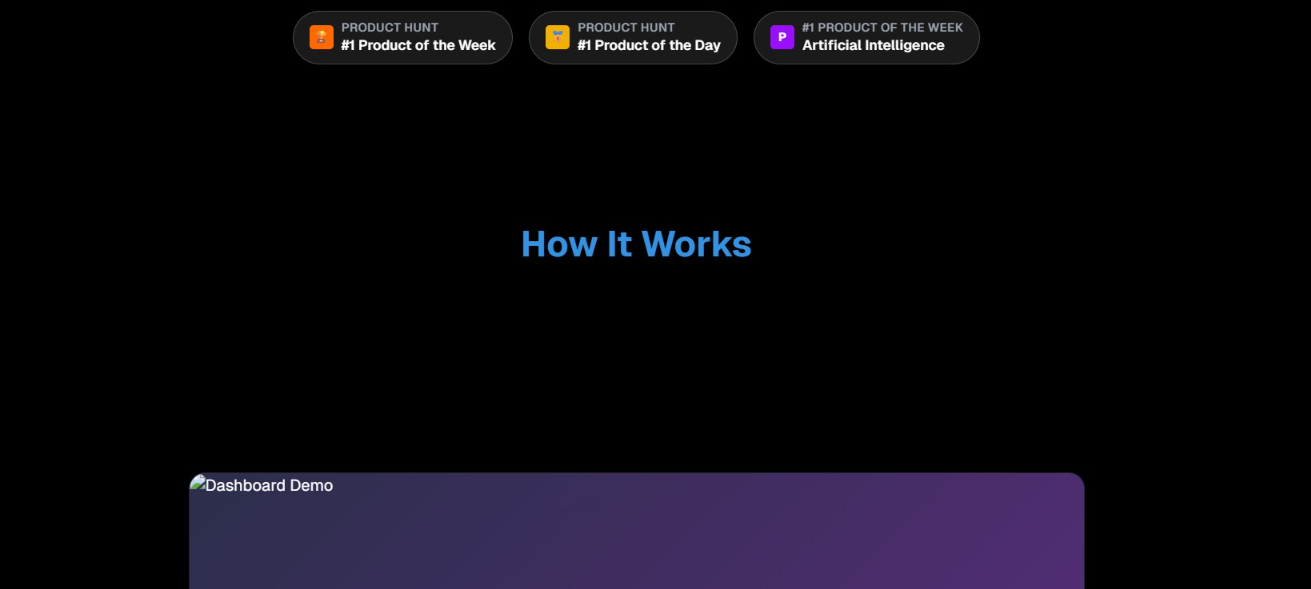 PRODUCT HUNT
#1 Product of the Week
PRODUCT HUNT
#1 Product of the Day
P
#1 PRODUCT OF THE WEEK
Artificial Intelligence
How It Works
Dashboard Demo